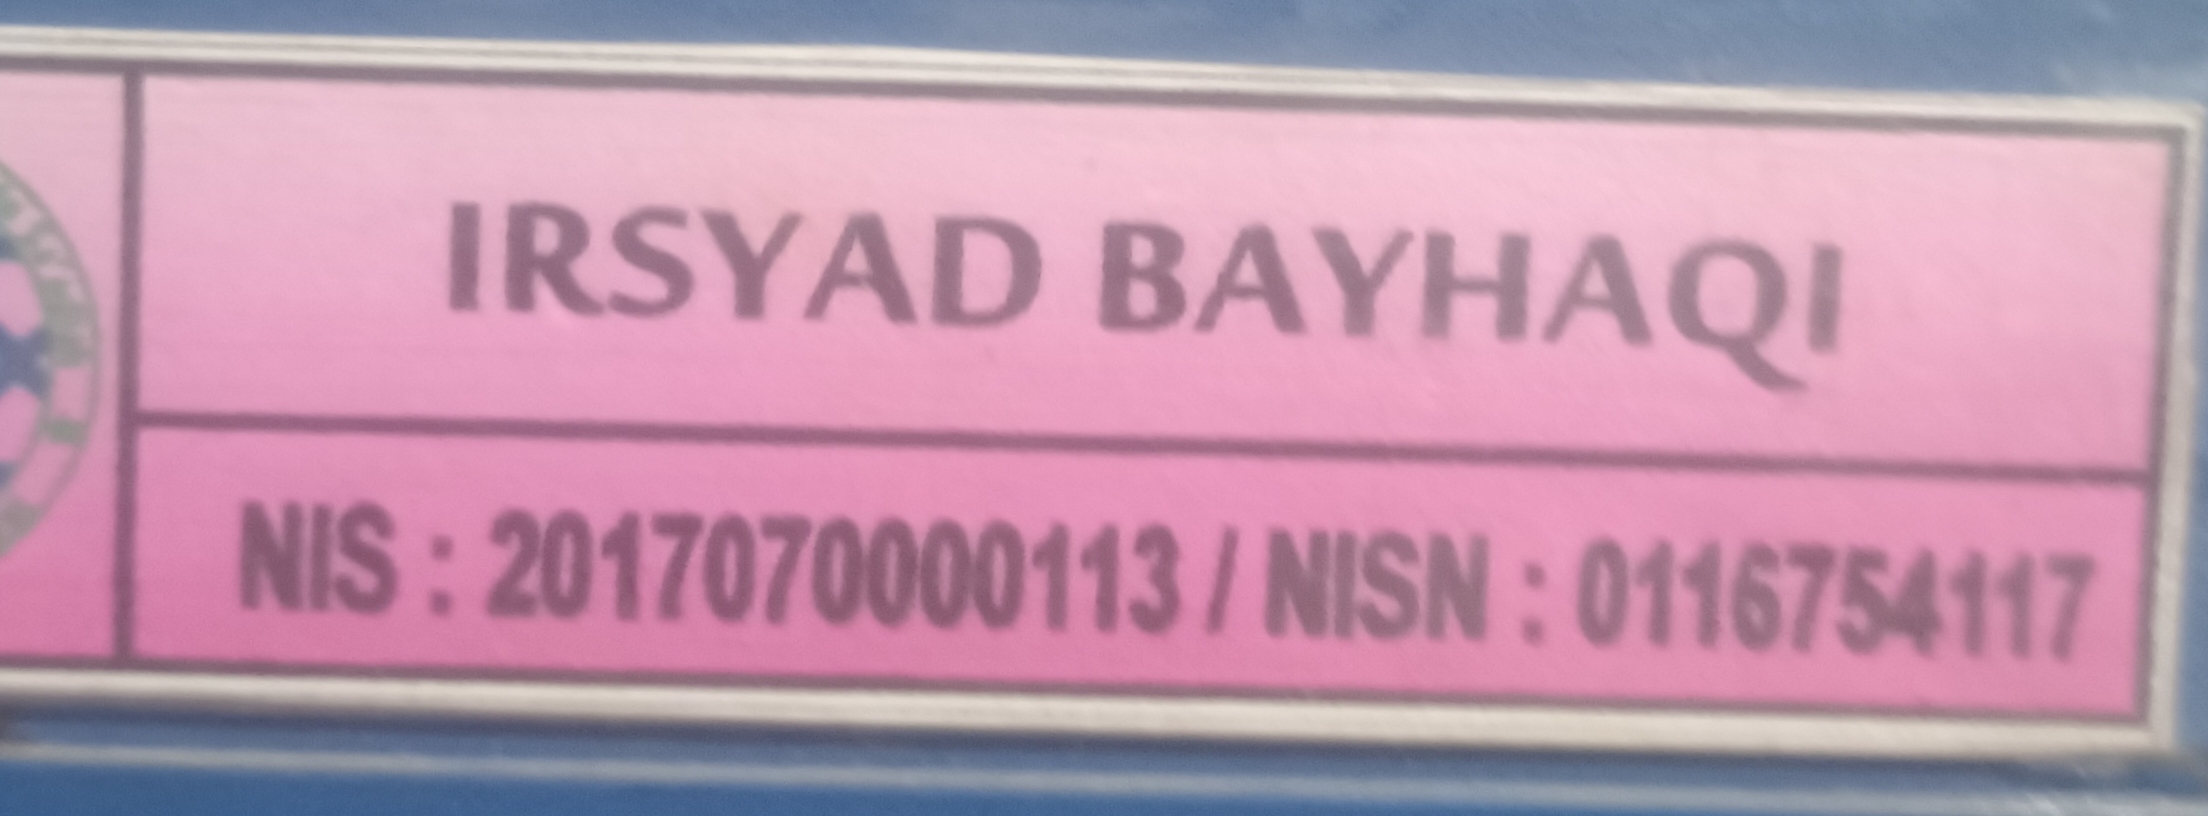 IRSYAD BAYHAQI
NIS : 2017070000113 / NISN : 0116754117